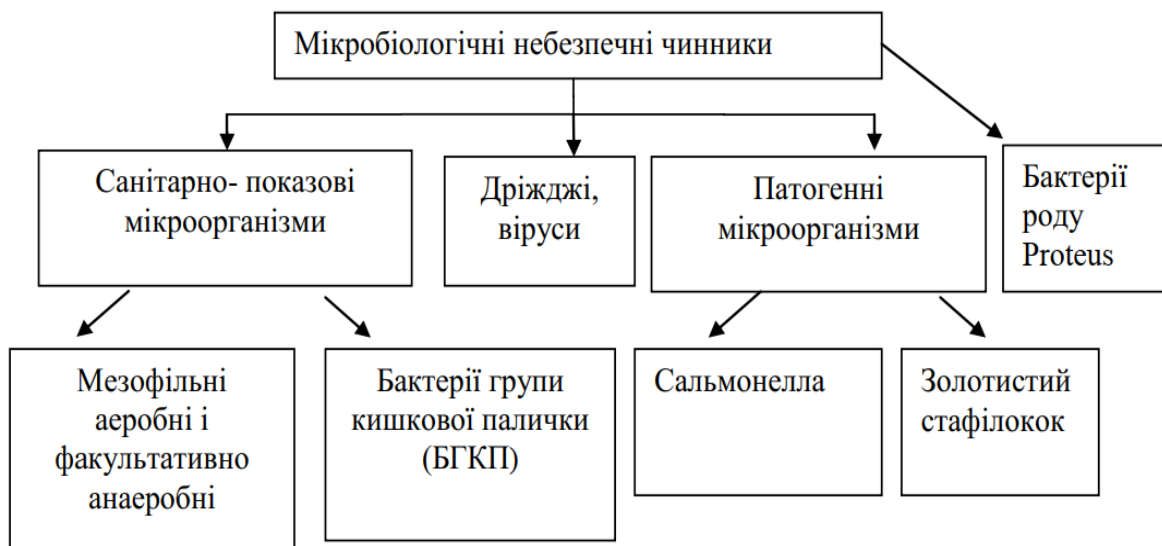 Мікробіологічні небезпечні чинники
Санітарно- показові
мікроорганізми
Дріжджі,
віруси
Патогенні
мікроорганізми
Бактерії
роду
Proteus
Мезофільні
аеробні і
факультативно
анаеробні
Бактерії групи
кишкової палички
(БГКП)
Сальмонелла
Золотистий
стафілокок